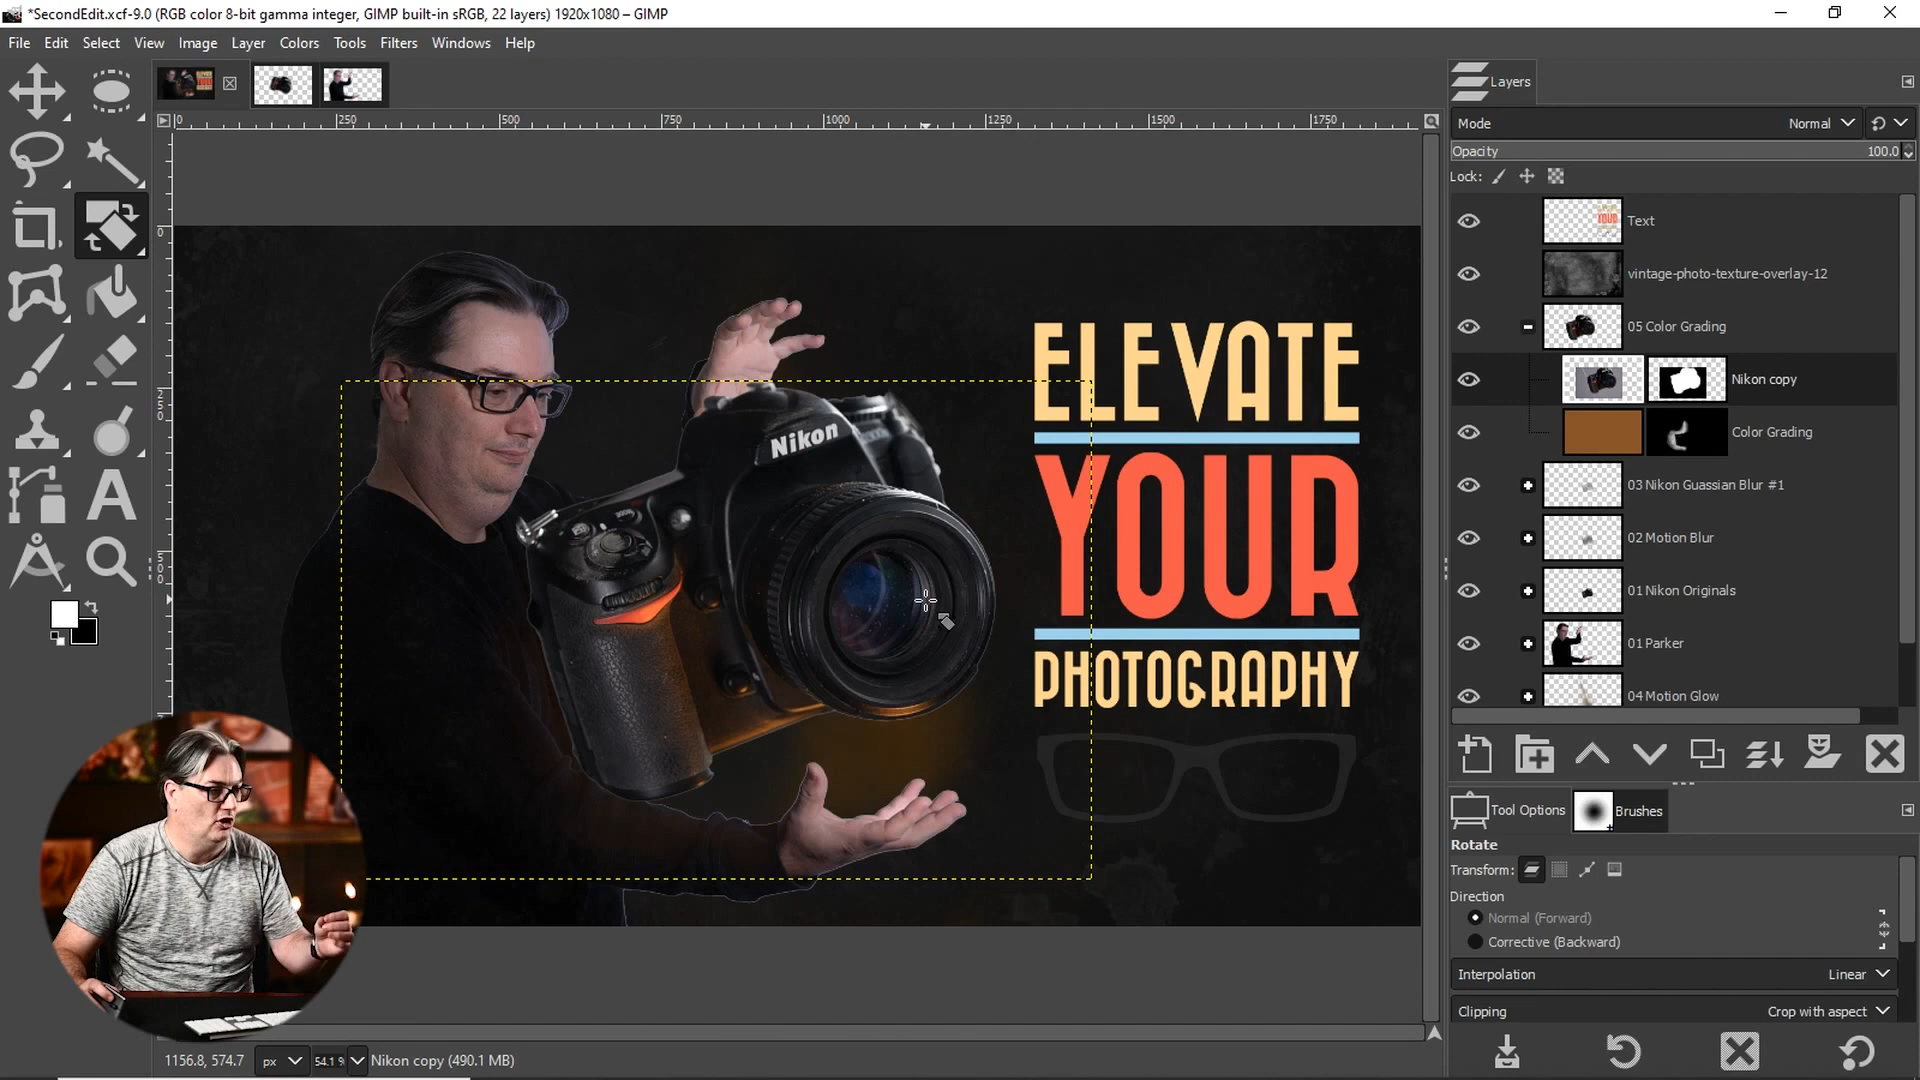 *SecondEdit.xcf-9.0 (RGB color 8-bit gamma integer, GIMP built-in sRGB, 22 layers) 1920x1080 – GIMP
File Edit Select View Image Layer Colors Tools Filters Windows Help
Layers
Mode Normal
Opacity 100.0
Lock:
0 250 500 750 1000 1250 1500 1750
0
250
500
Text
vintage-photo-texture-overlay-12
05 Color Grading
Nikon copy
Color Grading
03 Nikon Guassian Blur #1
02 Motion Blur
01 Nikon Originals
01 Parker
04 Motion Glow
Nikon
ELEVATE
YOUR
PHOTOGRAPHY
Tool Options Brushes
Rotate
Transform:
Direction
Normal (Forward)
Corrective (Backward)
Interpolation Linear
Clipping Crop with aspect
1156.8, 574.7 px 54.1 % Nikon copy (490.1 MB)